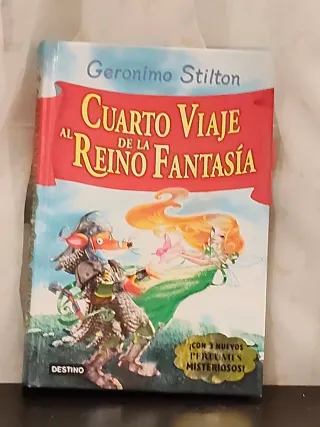 Geronimo Stilton
CUARTO VIAJE
AL
DE LA
REINO FANTASÍA
¡CON 3 NUEVOS
PERFUMES
MISTERIOSOS!
DESTINO